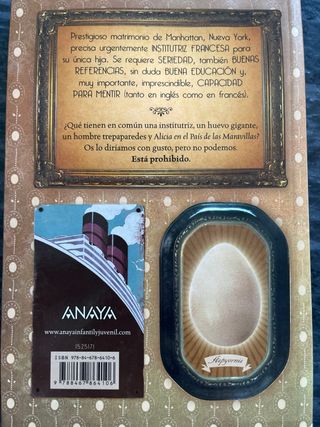 Prestigioso matrimonio de Manhattan, Nueva York,
precisa urgentemente INSTITUTRIZ FRANCESA para
su única hija. Se requiere SERIEDAD, también BUENAS
REFERENCIAS, sin duda BUENA EDUCACIÓN y,
muy importante, imprescindible, CAPACIDAD
PARA MENTIR (tanto en inglés como en francés).
¿Qué tienen en común una institutriz, un huevo gigante,
un hombre trepaparedes y Alicia en el País de las Maravillas?
Os lo diríamos con gusto, pero no podemos.
Está prohibido.
ANAYA
www.anayainfantilyjuvenil.com
1525171
ISBN 978-84-678-6410-6
9 788467 864106
Aepyornis